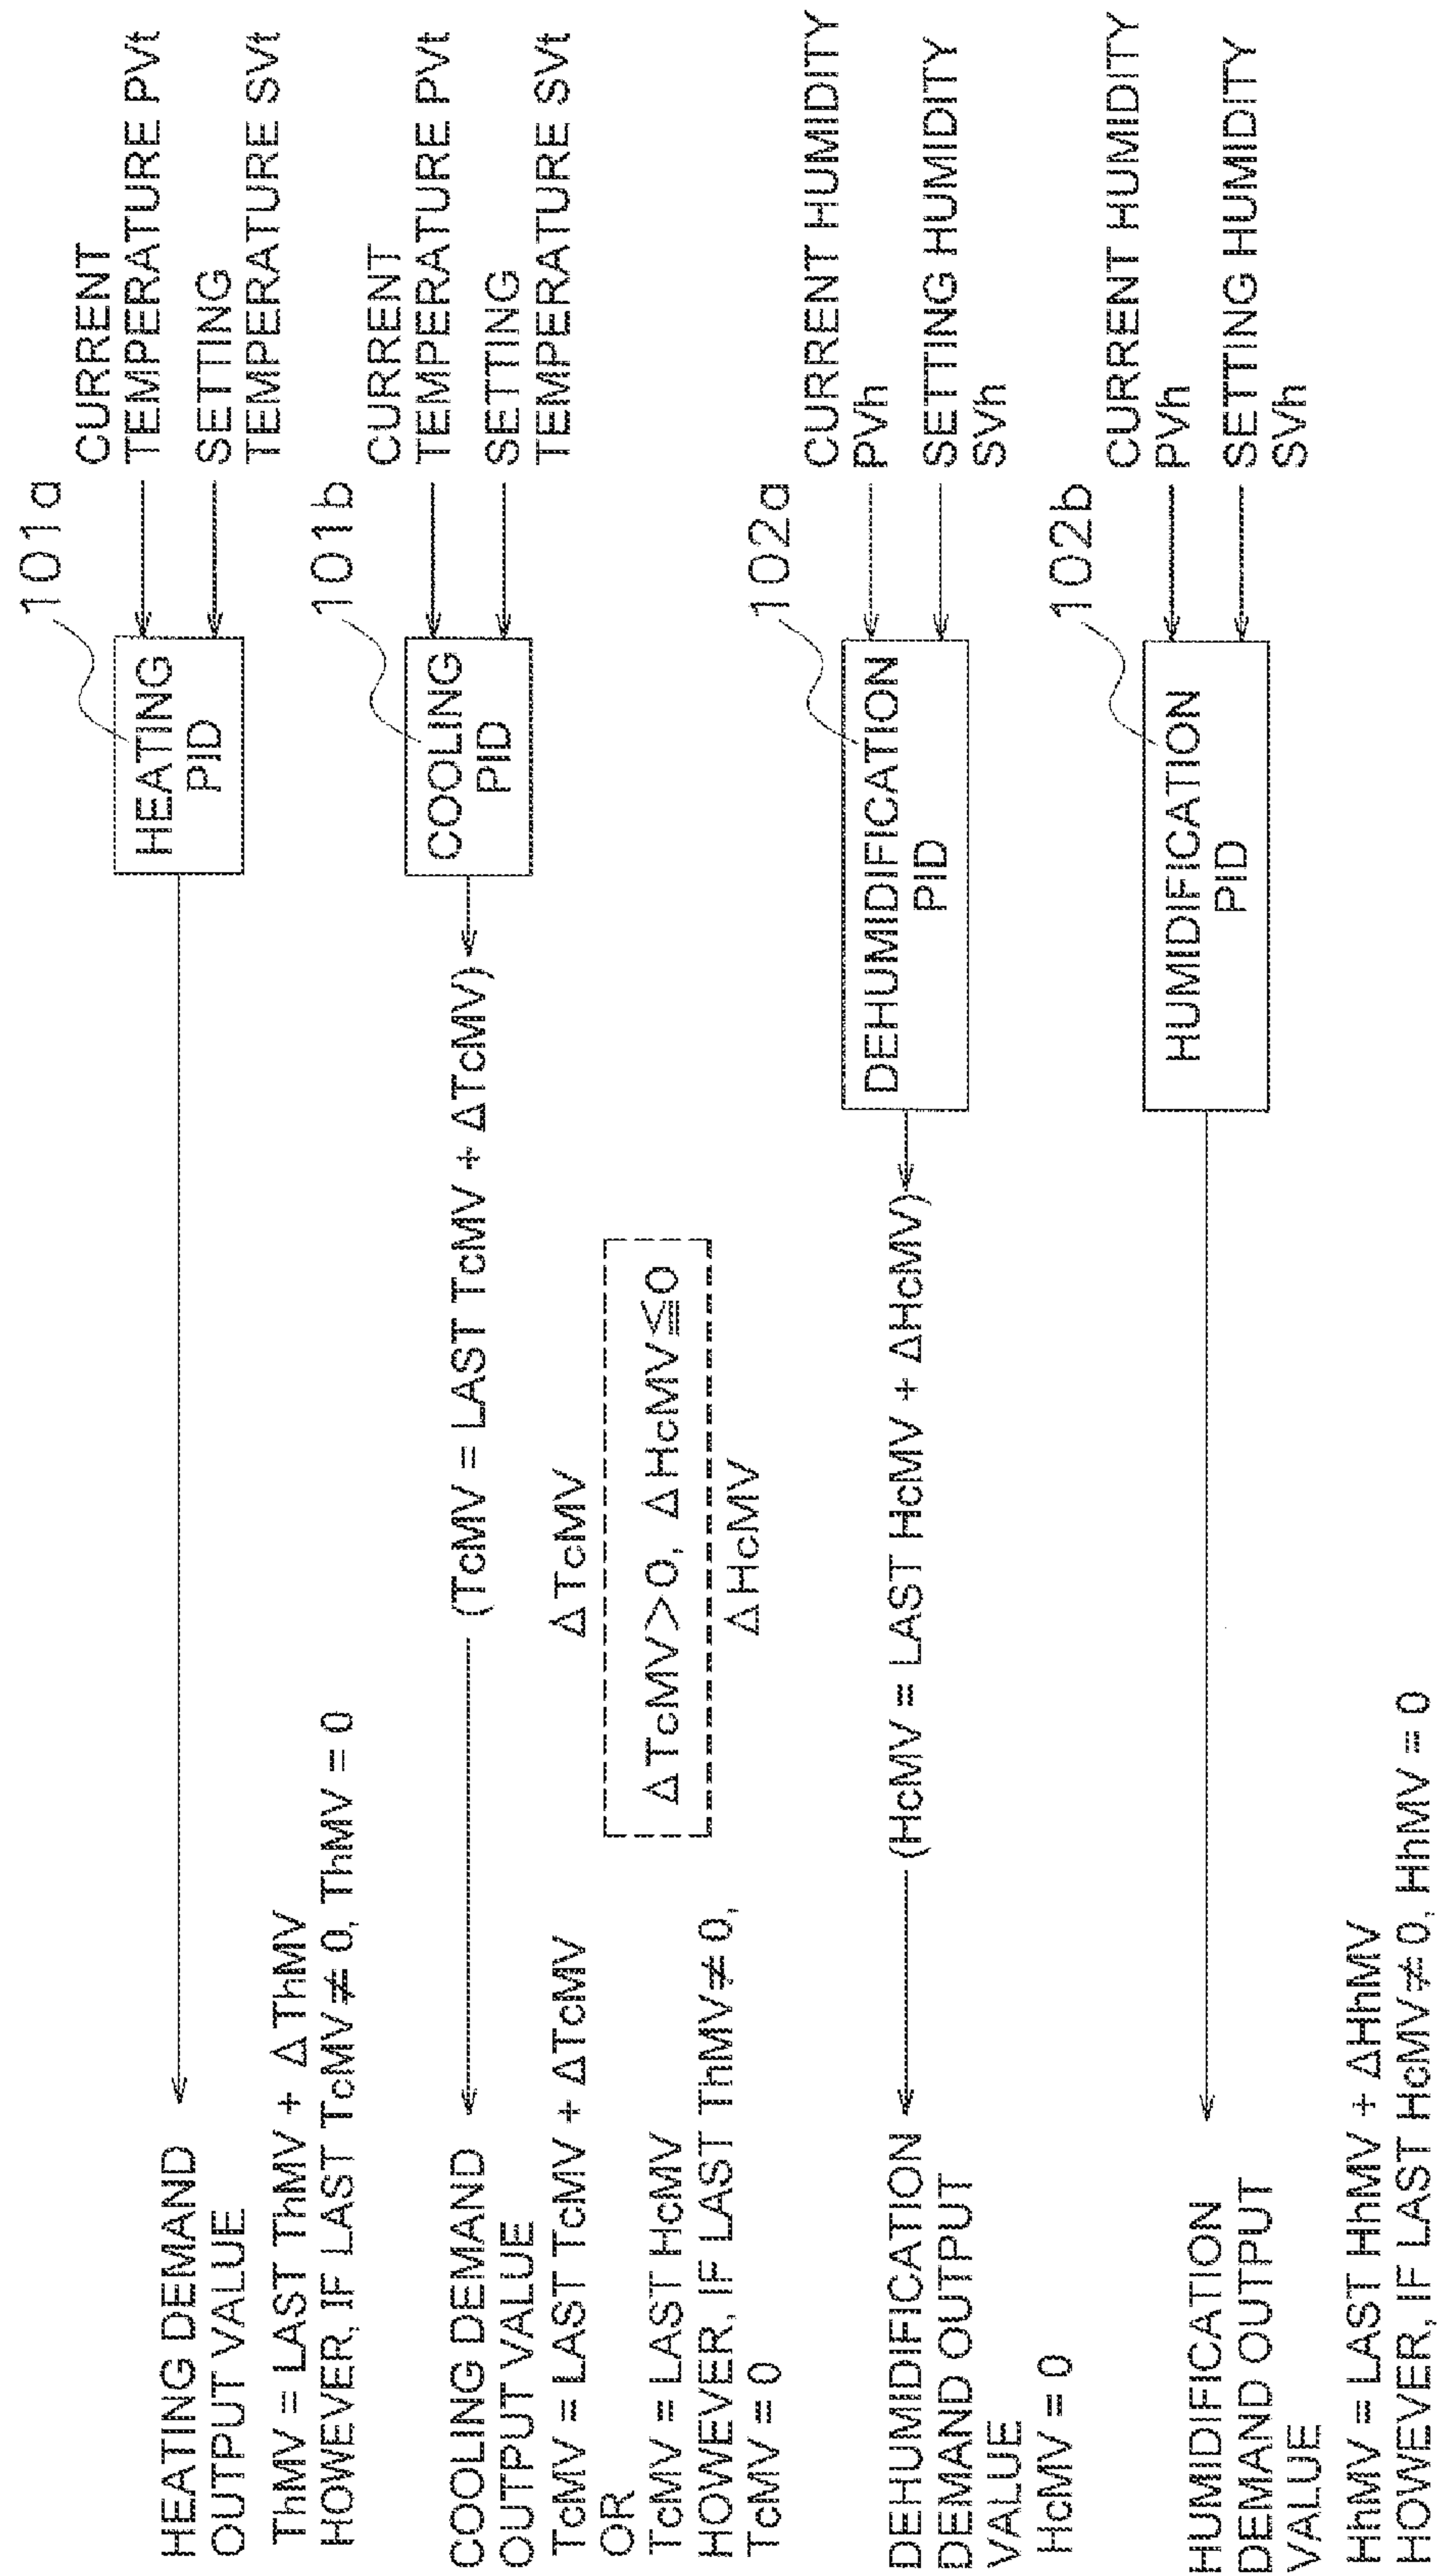 101a
CURRENT
TEMPERATURE PVt
SETTING
TEMPERATURE SVt
HEATING
PID
HEATING DEMAND
OUTPUT VALUE
ThMV = LAST ThMV + ΔThMV
HOWEVER, IF LAST TcMV ≠ 0, ThMV = 0
101b
CURRENT
TEMPERATURE PVt
SETTING
TEMPERATURE SVt
COOLING
PID
(TcMV = LAST TcMV + ΔTcMV)
COOLING DEMAND
OUTPUT VALUE
TcMV = LAST TcMV + ΔTcMV
OR
TcMV = LAST HcMV
HOWEVER, IF LAST ThMV ≠ 0,
TcMV = 0
ΔTcMV
ΔTcMV>0, ΔHcMV≦0
ΔHcMV
102a
CURRENT HUMIDITY
PVh
SETTING HUMIDITY
SVh
DEHUMIDIFICATION
PID
(HcMV = LAST HcMV + ΔHcMV)
DEHUMIDIFICATION
DEMAND OUTPUT
VALUE
HcMV = 0
102b
CURRENT HUMIDITY
PVh
SETTING HUMIDITY
SVh
HUMIDIFICATION
PID
HUMIDIFICATION
DEMAND OUTPUT
VALUE
HhMV = LAST HhMV + ΔHhMV
HOWEVER, IF LAST HcMV ≠ 0, HhMV = 0